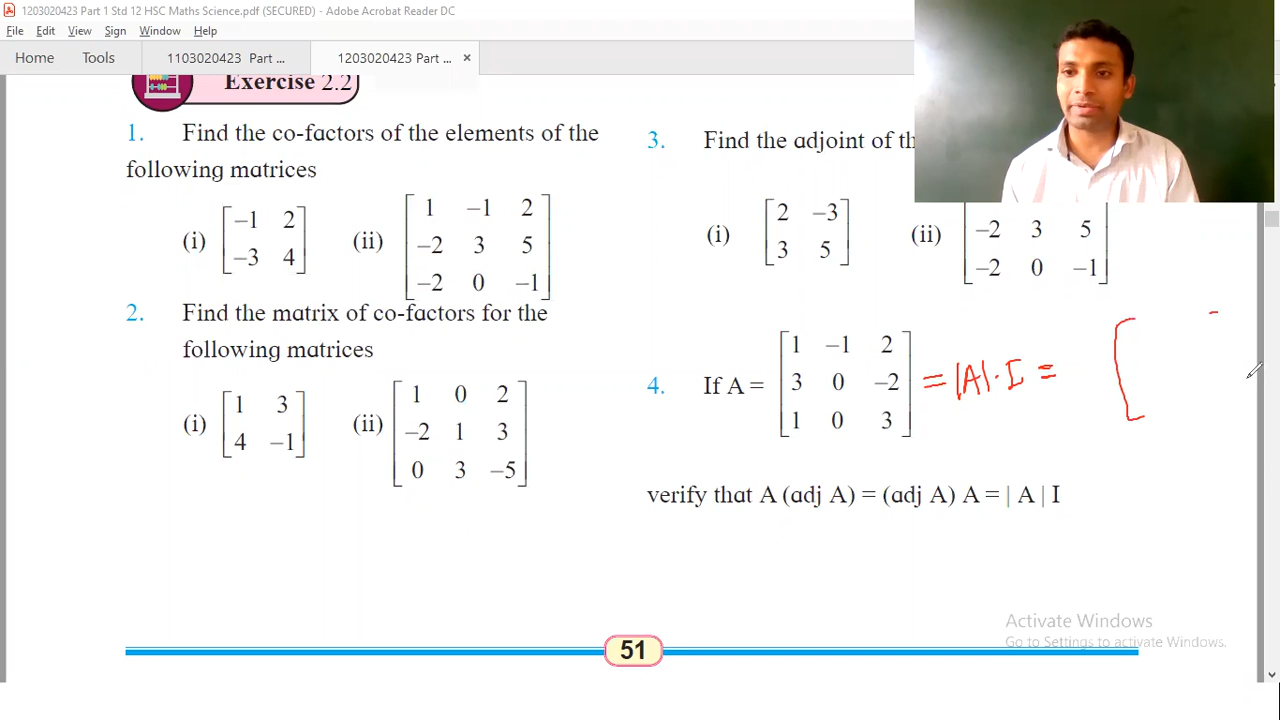 1203020423 Part 1 Std 12 HSC Maths Science.pdf (SECURED) - Adobe Acrobat Reader DC
File Edit View Sign Window Help
Home Tools 1103020423 Part ... 1203020423 Part ... ×
Exercise 2.2
1. Find the co-factors of the elements of the
following matrices
(i) [ −1 2
−3 4 ]
(ii) [ 1 −1 2
−2 3 5
−2 0 −1 ]
2. Find the matrix of co-factors for the
following matrices
(i) [ 1 3
4 −1 ]
(ii) [ 1 0 2
−2 1 3
0 3 −5 ]
3. Find the adjoint of th
(i) [ 2 −3
3 5 ]
(ii) −2 3 5
−2 0 −1 ]
4. If A = [ 1 −1 2
3 0 −2
1 0 3 ] = |A|·I = [
verify that A (adj A) = (adj A) A = | A | I
Activate Windows
Go to Settings to activate Windows.
51